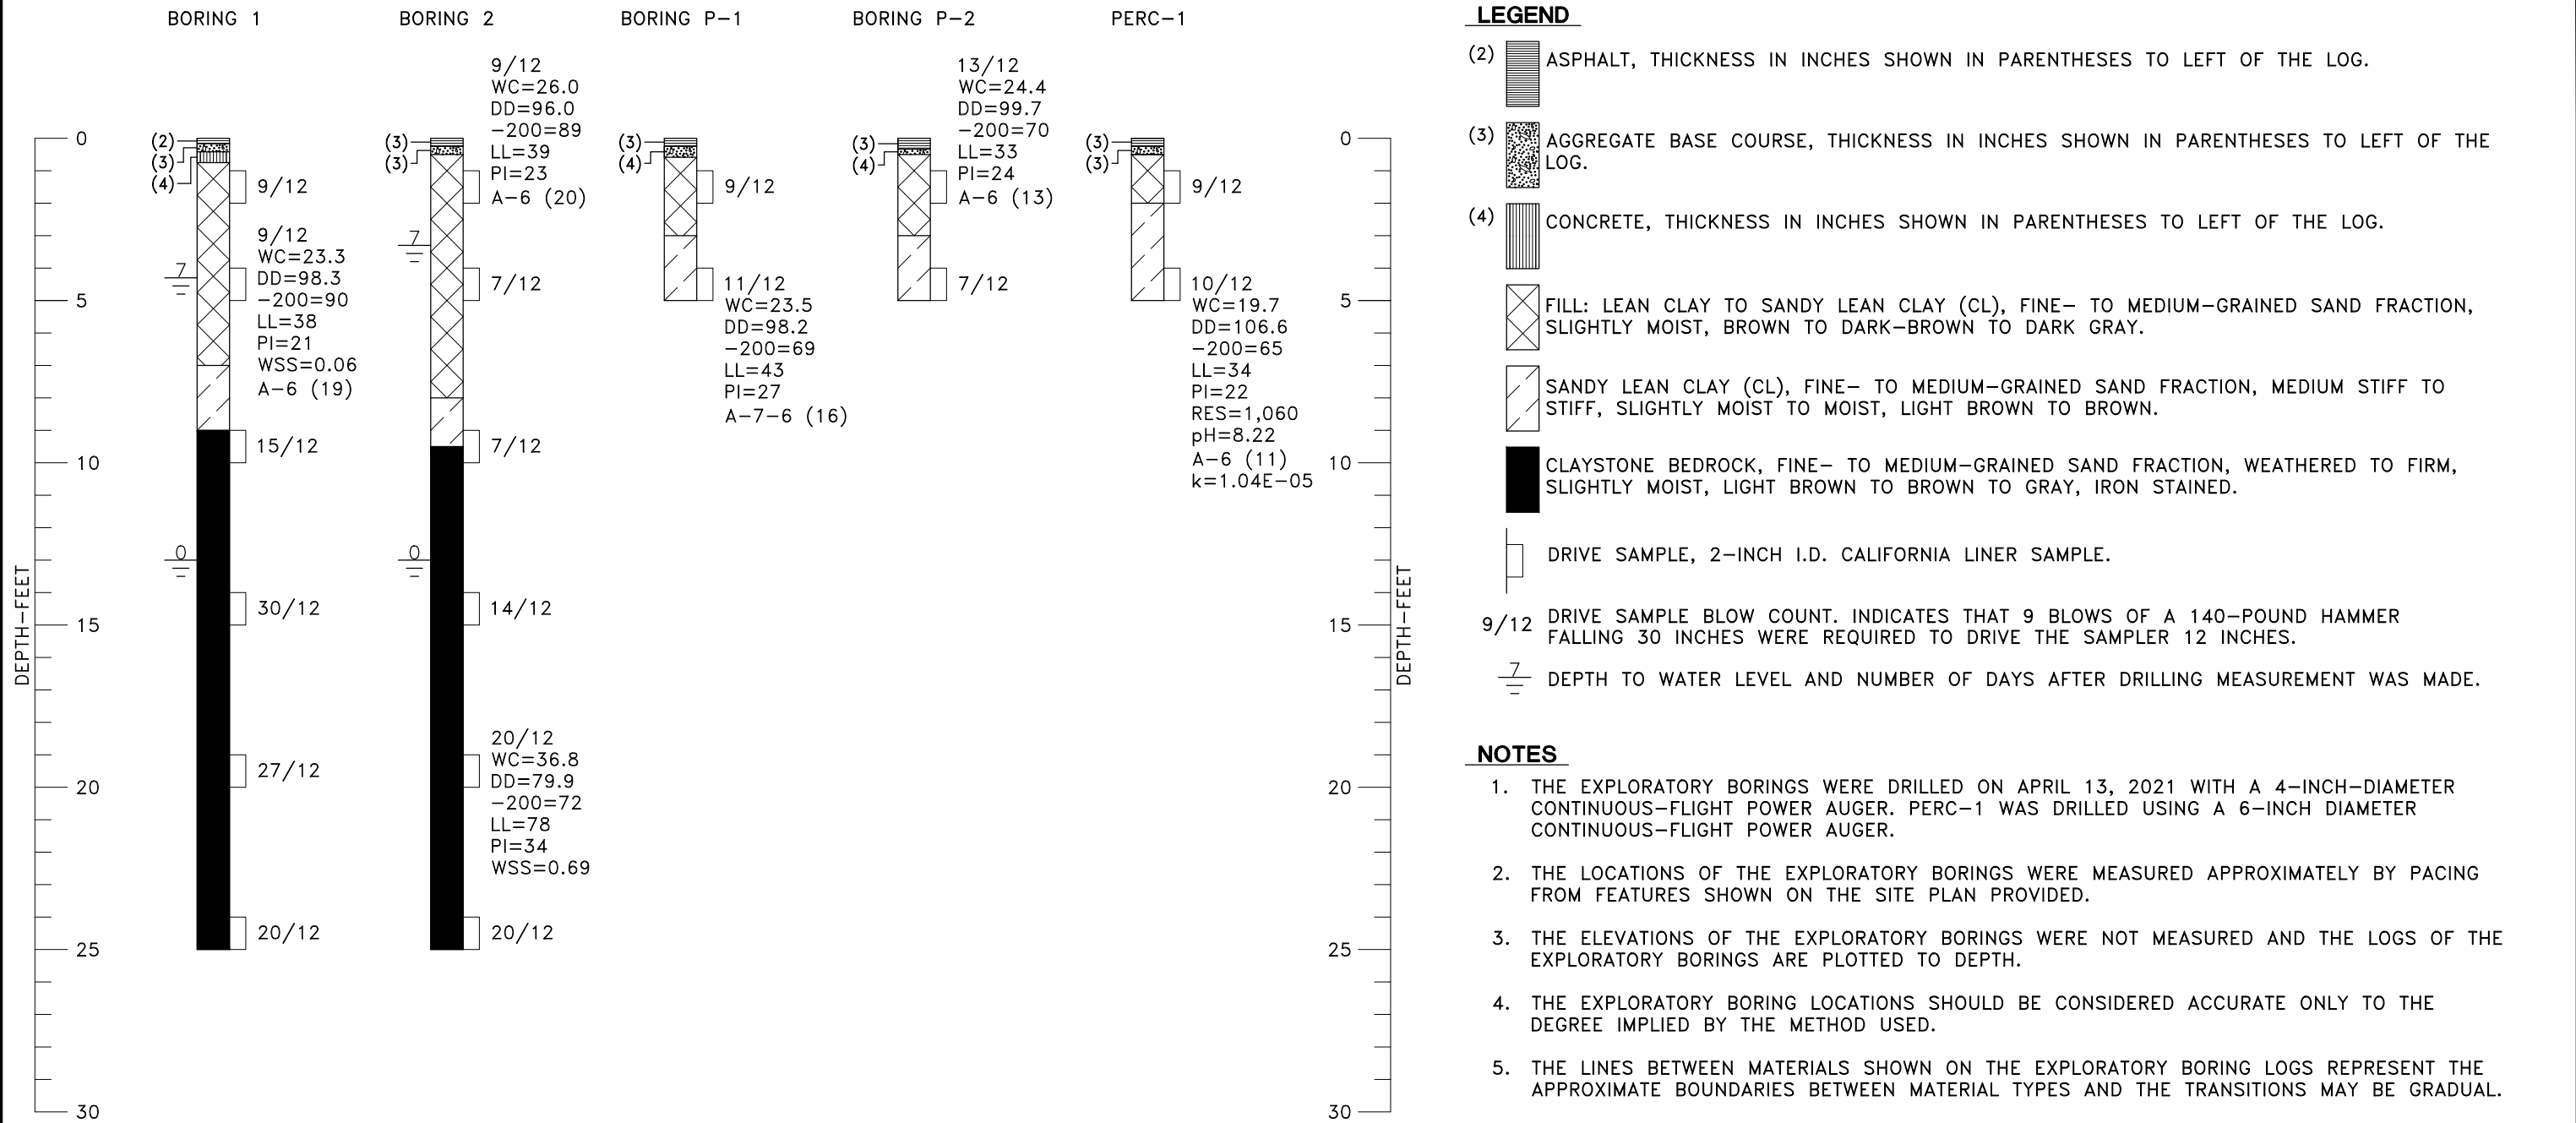 BORING 1
BORING 2
BORING P-1
BORING P-2
PERC-1
DEPTH-FEET
0
5
10
15
20
25
30
(2)
(3)
(4)
9/12
9/12
WC=23.3
DD=98.3
-200=90
LL=38
PI=21
WSS=0.06
A-6 (19)
7
15/12
0
30/12
27/12
20/12
9/12
WC=26.0
DD=96.0
-200=89
LL=39
PI=23
A-6 (20)
(3)
(3)
7
7/12
7/12
0
14/12
20/12
WC=36.8
DD=79.9
-200=72
LL=78
PI=34
WSS=0.69
20/12
(3)
(4)
9/12
11/12
WC=23.5
DD=98.2
-200=69
LL=43
PI=27
A-7-6 (16)
13/12
WC=24.4
DD=99.7
-200=70
LL=33
PI=24
A-6 (13)
(3)
(4)
7/12
(3)
(3)
9/12
10/12
WC=19.7
DD=106.6
-200=65
LL=34
PI=22
RES=1,060
pH=8.22
A-6 (11)
k=1.04E-05
0
5
10
15
20
25
30
DEPTH-FEET
LEGEND
(2) ASPHALT, THICKNESS IN INCHES SHOWN IN PARENTHESES TO LEFT OF THE LOG.
(3) AGGREGATE BASE COURSE, THICKNESS IN INCHES SHOWN IN PARENTHESES TO LEFT OF THE
LOG.
(4) CONCRETE, THICKNESS IN INCHES SHOWN IN PARENTHESES TO LEFT OF THE LOG.
FILL: LEAN CLAY TO SANDY LEAN CLAY (CL), FINE- TO MEDIUM-GRAINED SAND FRACTION,
SLIGHTLY MOIST, BROWN TO DARK-BROWN TO DARK GRAY.
SANDY LEAN CLAY (CL), FINE- TO MEDIUM-GRAINED SAND FRACTION, MEDIUM STIFF TO
STIFF, SLIGHTLY MOIST TO MOIST, LIGHT BROWN TO BROWN.
CLAYSTONE BEDROCK, FINE- TO MEDIUM-GRAINED SAND FRACTION, WEATHERED TO FIRM,
SLIGHTLY MOIST, LIGHT BROWN TO BROWN TO GRAY, IRON STAINED.
DRIVE SAMPLE, 2-INCH I.D. CALIFORNIA LINER SAMPLE.
9/12 DRIVE SAMPLE BLOW COUNT. INDICATES THAT 9 BLOWS OF A 140-POUND HAMMER
FALLING 30 INCHES WERE REQUIRED TO DRIVE THE SAMPLER 12 INCHES.
7 DEPTH TO WATER LEVEL AND NUMBER OF DAYS AFTER DRILLING MEASUREMENT WAS MADE.
NOTES
1. THE EXPLORATORY BORINGS WERE DRILLED ON APRIL 13, 2021 WITH A 4-INCH-DIAMETER
CONTINUOUS-FLIGHT POWER AUGER. PERC-1 WAS DRILLED USING A 6-INCH DIAMETER
CONTINUOUS-FLIGHT POWER AUGER.
2. THE LOCATIONS OF THE EXPLORATORY BORINGS WERE MEASURED APPROXIMATELY BY PACING
FROM FEATURES SHOWN ON THE SITE PLAN PROVIDED.
3. THE ELEVATIONS OF THE EXPLORATORY BORINGS WERE NOT MEASURED AND THE LOGS OF THE
EXPLORATORY BORINGS ARE PLOTTED TO DEPTH.
4. THE EXPLORATORY BORING LOCATIONS SHOULD BE CONSIDERED ACCURATE ONLY TO THE
DEGREE IMPLIED BY THE METHOD USED.
5. THE LINES BETWEEN MATERIALS SHOWN ON THE EXPLORATORY BORING LOGS REPRESENT THE
APPROXIMATE BOUNDARIES BETWEEN MATERIAL TYPES AND THE TRANSITIONS MAY BE GRADUAL.